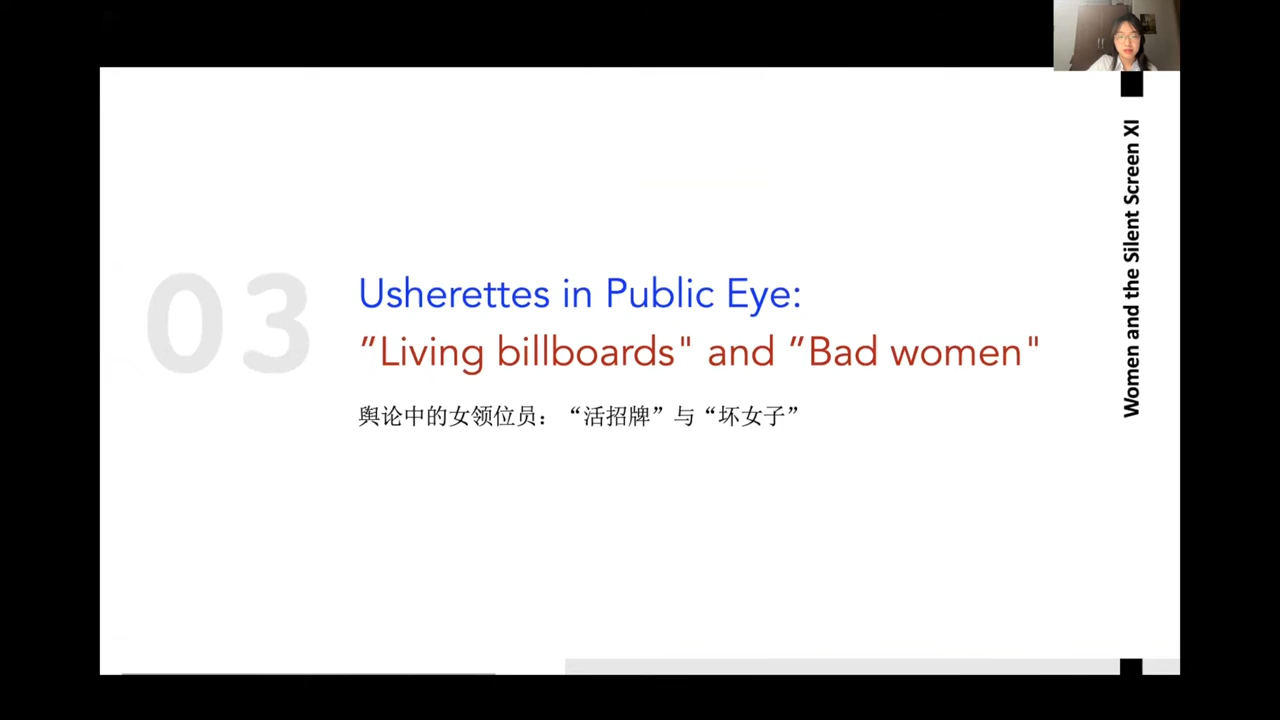 03
Usherettes in Public Eye:
”Living billboards" and ”Bad women"
舆论中的女领位员：“活招牌”与“坏女子”
Women and the Silent Screen XI